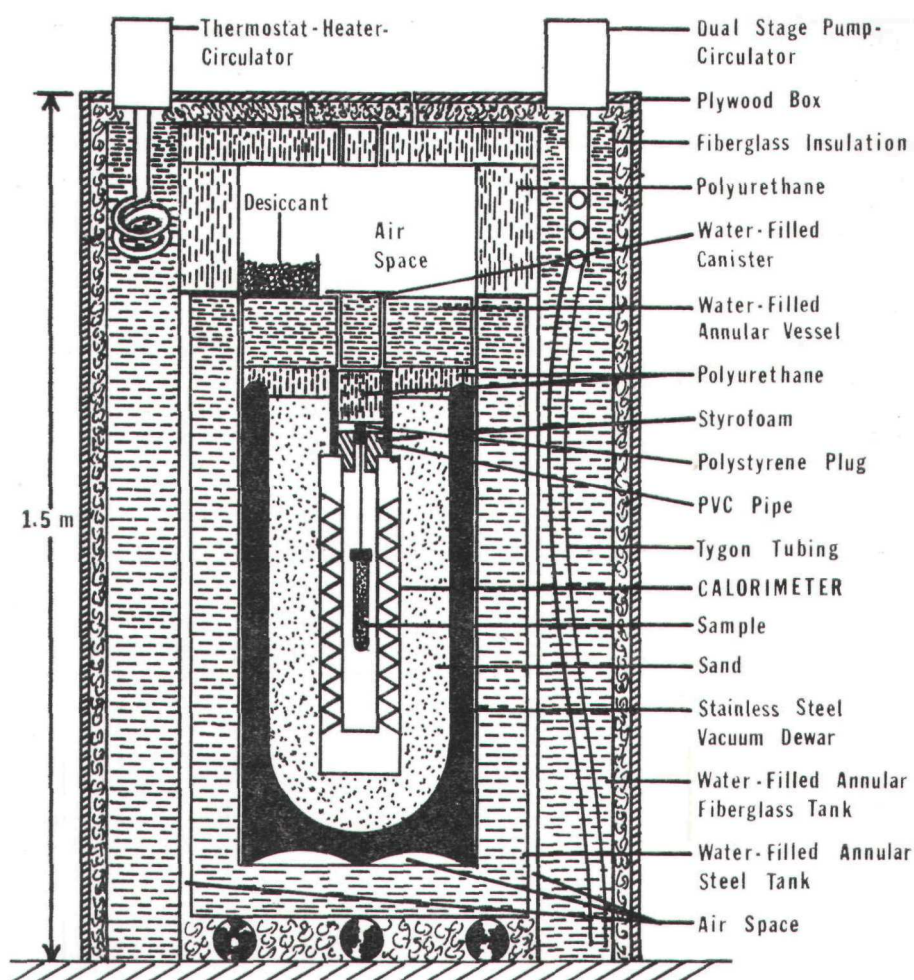 Thermostat-Heater-
Circulator
Dual Stage Pump-
Circulator
Plywood Box
Fiberglass Insulation
Polyurethane
Desiccant
Air
Space
Water-Filled
Canister
Water-Filled
Annular Vessel
Polyurethane
Styrofoam
Polystyrene Plug
PVC Pipe
1.5 m
Tygon Tubing
CALORIMETER
Sample
Sand
Stainless Steel
Vacuum Dewar
Water-Filled Annular
Fiberglass Tank
Water-Filled Annular
Steel Tank
Air Space